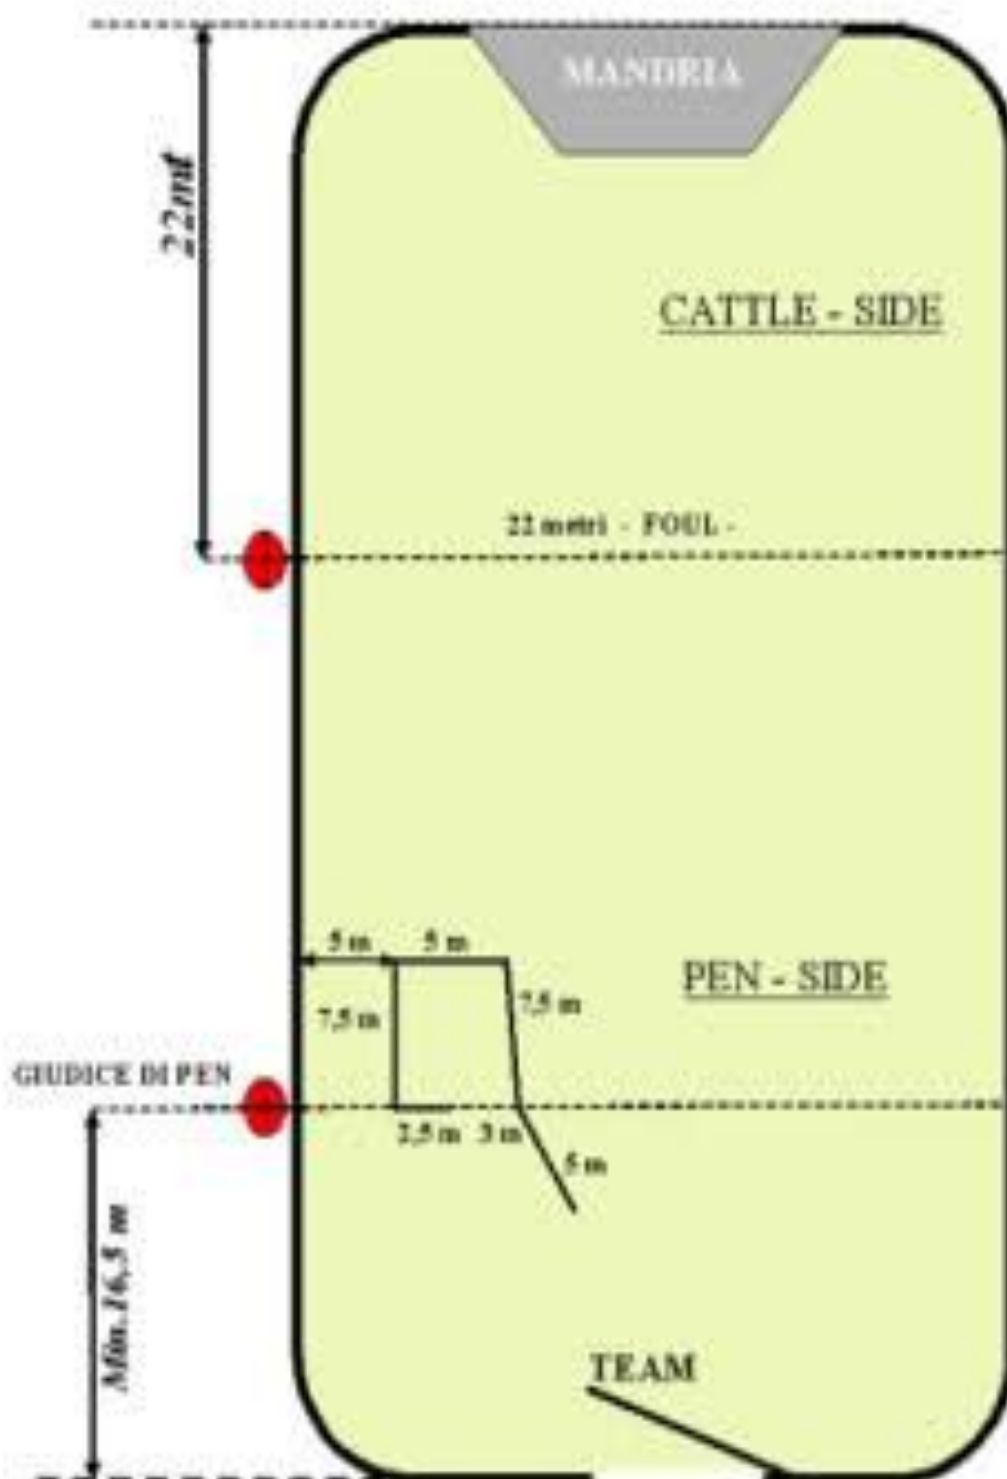 MANDRIA
22mt
CATTLE - SIDE
22 metri - FOUL -
5 m
5 m
PEN - SIDE
7,5 m
7,5 m
GIUDICE DI PEN
2,5 m
3 m
5 m
Min.16,5 m
TEAM